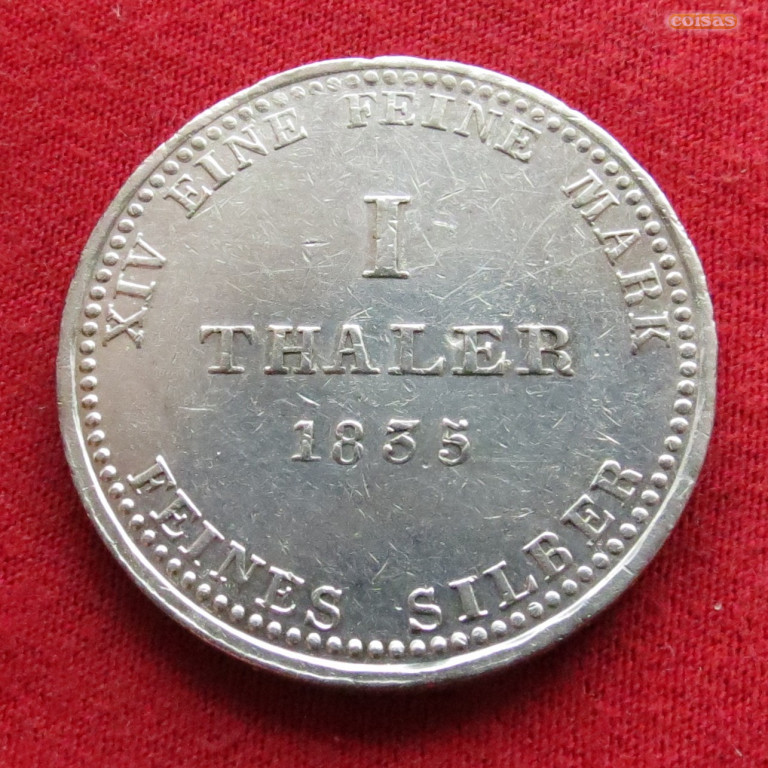 coisas
XIV EINE FEINE MARK
I
THALER
1835
FEINES SILBER